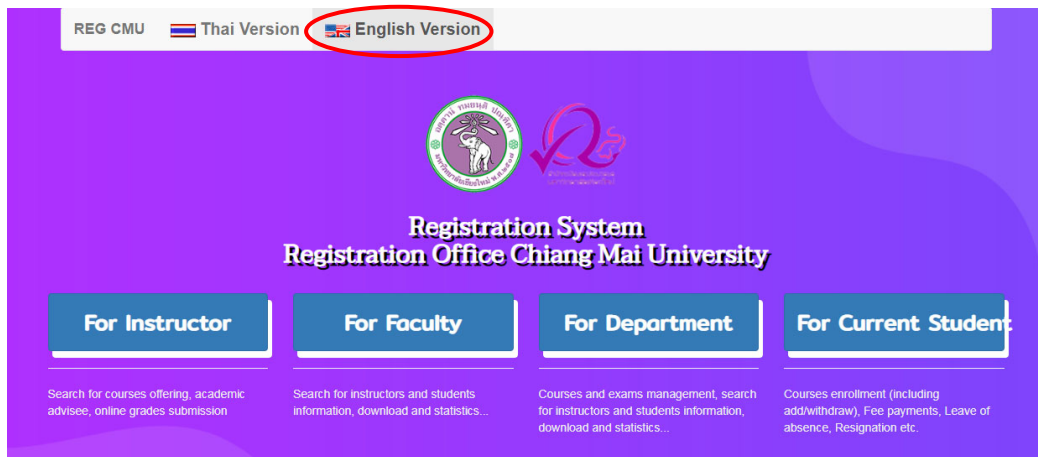 REG CMU Thai Version English Version
Registration System
Registration Office Chiang Mai University
For Instructor For Faculty For Department For Current Student
Search for courses offering, academic
advisee, online grades submission
Search for instructors and students
information, download and statistics...
Courses and exams management, search
for instructors and students information,
download and statistics...
Courses enrollment (including
add/withdraw), Fee payments, Leave of
absence, Resignation etc.